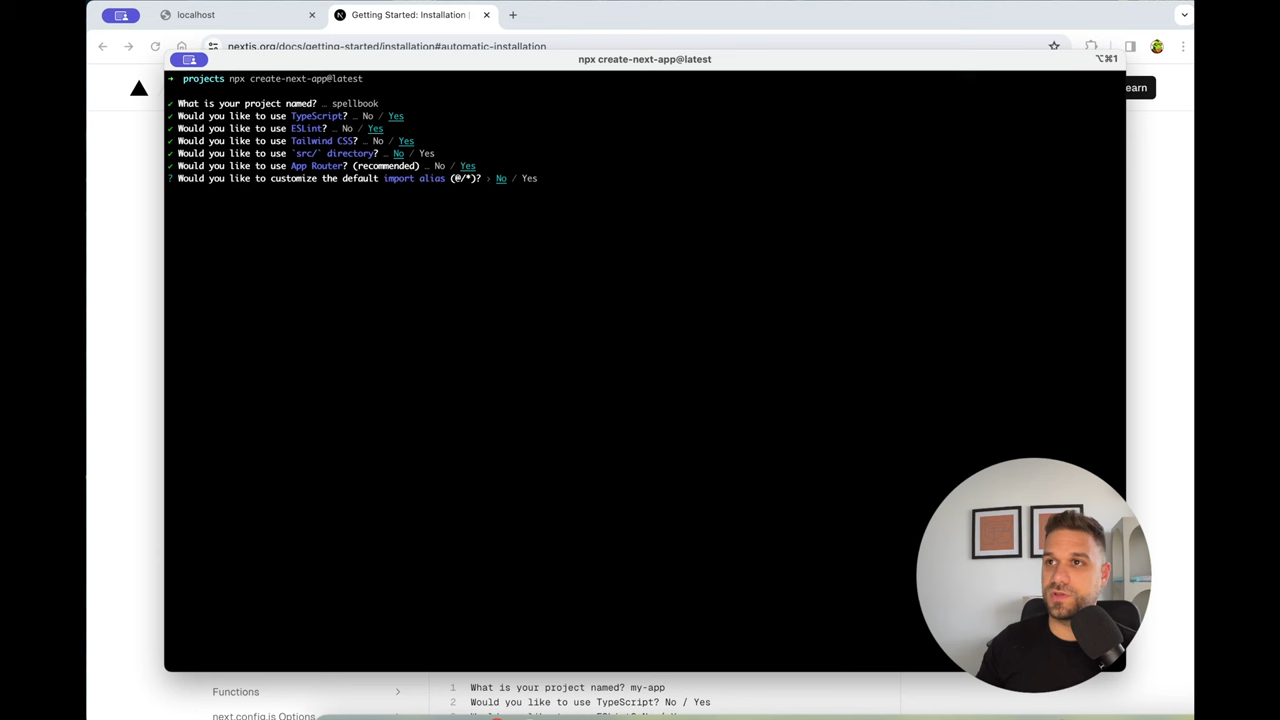 localhost
Getting Started: Installation |
nextjs.org/docs/getting-started/installation#automatic-installation
npx create-next-app@latest
⌥⌘1
earn
➜ projects npx create-next-app@latest
✔ What is your project named? … spellbook
✔ Would you like to use TypeScript? … No / Yes
✔ Would you like to use ESLint? … No / Yes
✔ Would you like to use Tailwind CSS? … No / Yes
✔ Would you like to use `src/` directory? … No / Yes
✔ Would you like to use App Router? (recommended) … No / Yes
? Would you like to customize the default import alias (@/*)? › No / Yes
Functions
next.config.js Options
1 What is your project named? my-app
2 Would you like to use TypeScript? No / Yes